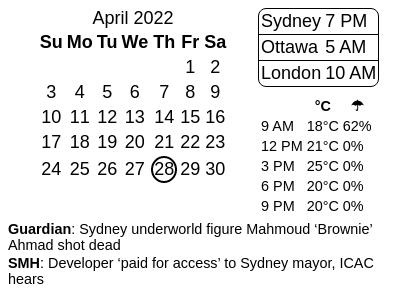 April 2022
Su Mo Tu We Th Fr Sa
1 2
3 4 5 6 7 8 9
10 11 12 13 14 15 16
17 18 19 20 21 22 23
24 25 26 27 28 29 30
Sydney 7 PM
Ottawa 5 AM
London 10 AM
°C ☂
9 AM 18°C 62%
12 PM 21°C 0%
3 PM 25°C 0%
6 PM 20°C 0%
9 PM 20°C 0%
Guardian: Sydney underworld figure Mahmoud ‘Brownie’
Ahmad shot dead
SMH: Developer ‘paid for access’ to Sydney mayor, ICAC
hears